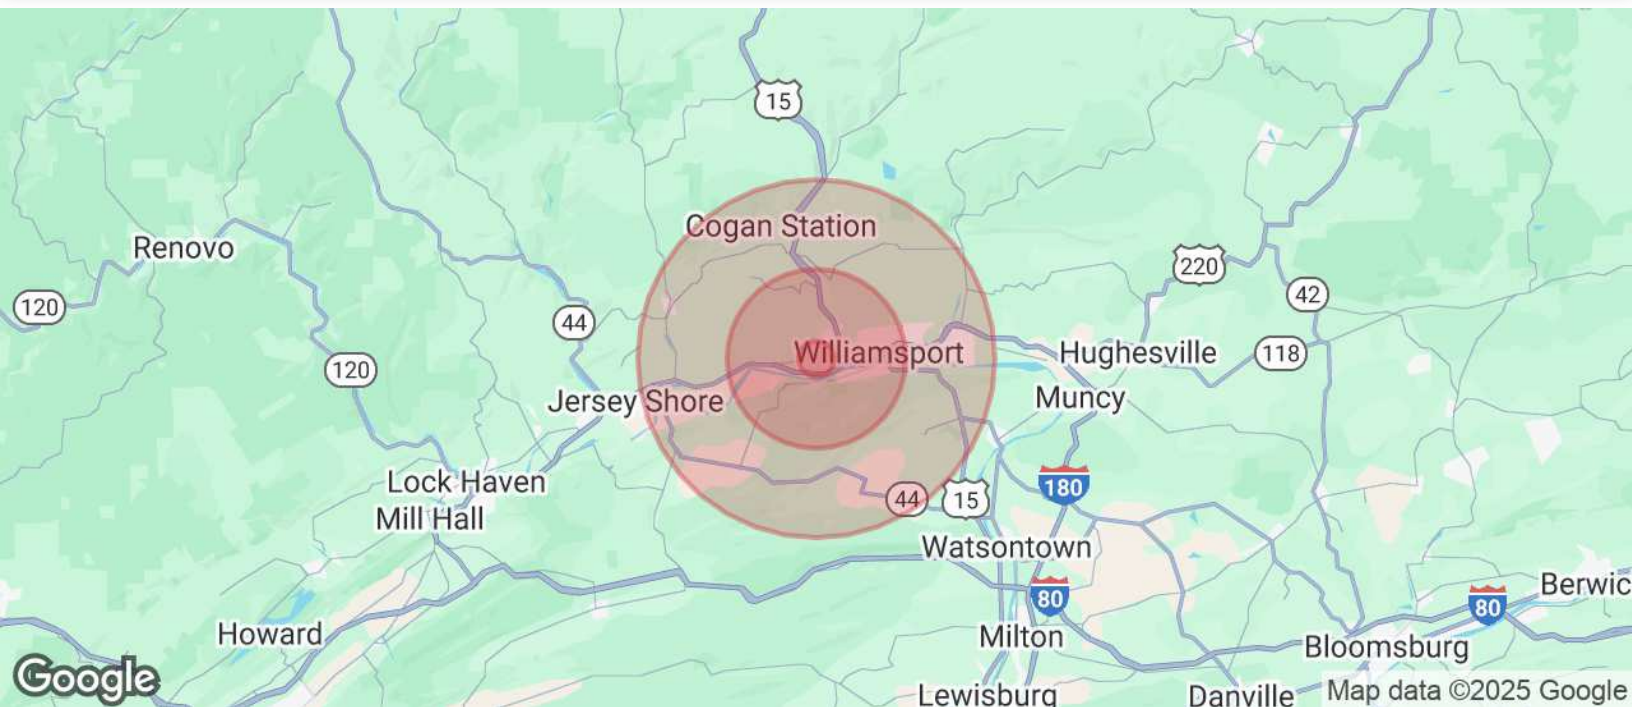 15
Cogan Station
Renovo
220
120
42
44
Williamsport
Hughesville
118
120
Jersey Shore
Muncy
Lock Haven
180
44
15
Mill Hall
Watsontown
Berwic
80
80
Howard
Milton
Bloomsburg
Google
Lewisburg
Danville
Map data ©2025 Google